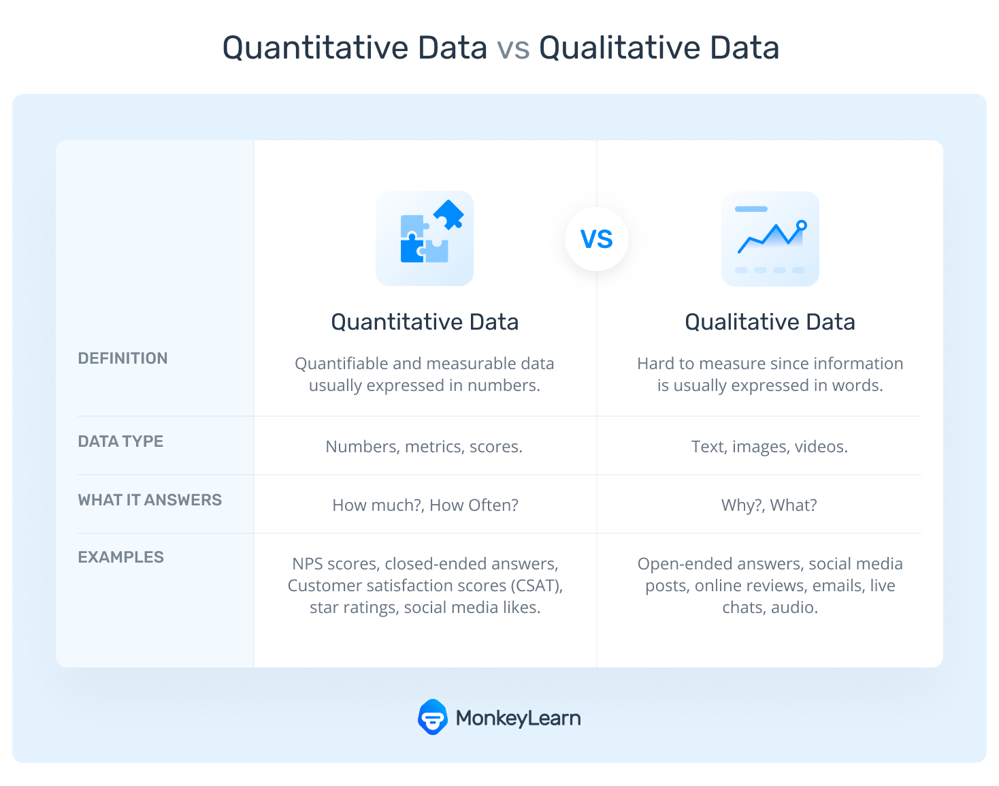 Quantitative Data vs Qualitative Data
VS
Quantitative Data
Qualitative Data
DEFINITION
Quantifiable and measurable data
usually expressed in numbers.
Hard to measure since information
is usually expressed in words.
DATA TYPE
Numbers, metrics, scores.
Text, images, videos.
WHAT IT ANSWERS
How much?, How Often?
Why?, What?
EXAMPLES
NPS scores, closed-ended answers,
Customer satisfaction scores (CSAT),
star ratings, social media likes.
Open-ended answers, social media
posts, online reviews, emails, live
chats, audio.
MonkeyLearn